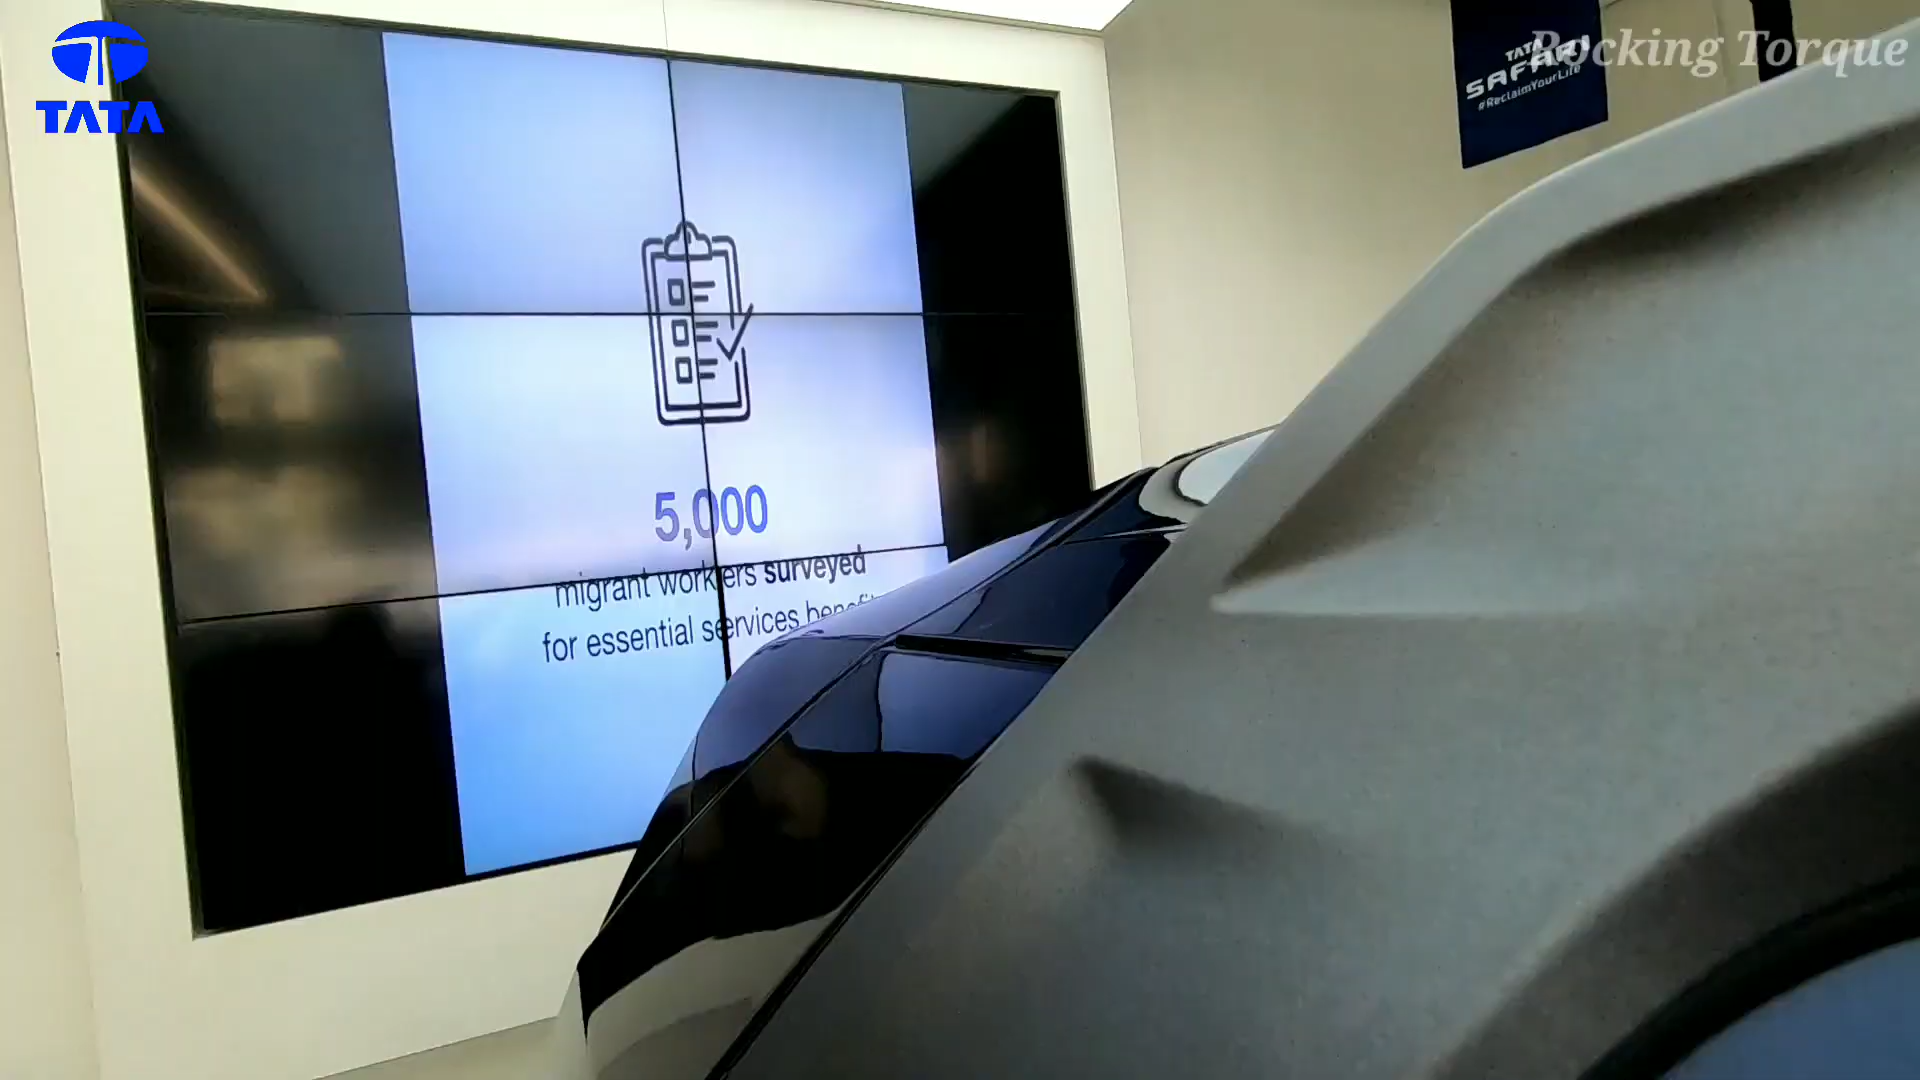 TATA
Rocking Torque
TATA
SAFARI
#ReclaimYourLife
5,000
migrant workers surveyed
for essential services